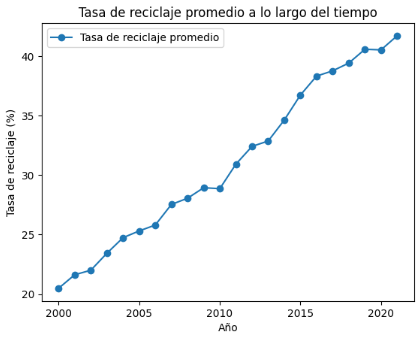 Tasa de reciclaje promedio a lo largo del tiempo
Tasa de reciclaje promedio
Tasa de reciclaje (%)
40
35
30
25
20
2000 2005 2010 2015 2020
Año